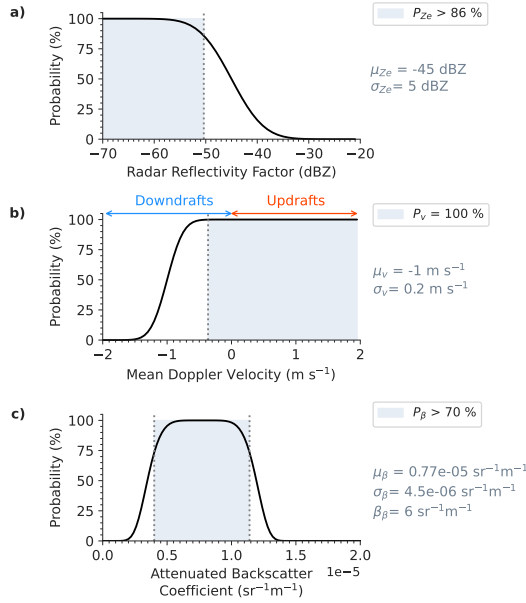 a)
P_Ze > 86 %
100
75
50
25
0
Probability (%)
−70 −60 −50 −40 −30 −20
Radar Reflectivity Factor (dBZ)
μ_Ze = -45 dBZ
σ_Ze= 5 dBZ
b)
Downdrafts Updrafts
P_v = 100 %
100
75
50
25
0
Probability (%)
−2 −1 0 1 2
Mean Doppler Velocity (m s⁻¹)
μ_v = -1 m s⁻¹
σ_v= 0.2 m s⁻¹
c)
P_β > 70 %
100
75
50
25
0
Probability (%)
0.0 0.5 1.0 1.5 2.0
1e−5
Attenuated Backscatter
Coefficient (sr⁻¹m⁻¹)
μ_β = 0.77e-05 sr⁻¹m⁻¹
σ_β= 4.5e-06 sr⁻¹m⁻¹
β_β= 6 sr⁻¹m⁻¹